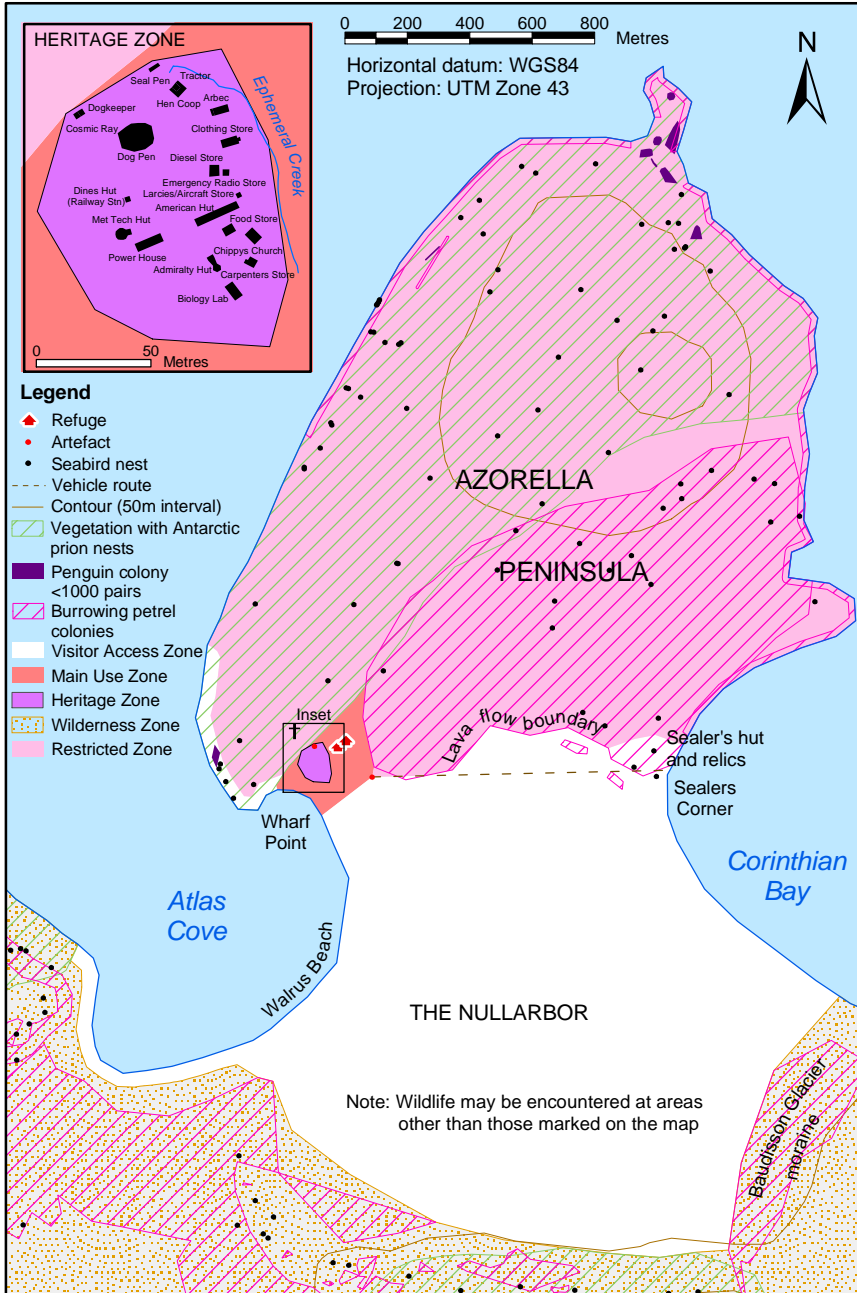 HERITAGE ZONE
Seal Pen
Tractor
Hen Coop
Arbec
Dogkeeper
Cosmic Ray
Dog Pen
Clothing Store
Ephemeral Creek
Diesel Store
Emergency Radio Store
Larcies/Aircraft Store
American Hut
Dines Hut
(Railway Stn)
Met Tech Hut
Power House
Food Store
Chippys Church
Admiralty Hut
Carpenters Store
Biology Lab
0 50
Metres
0 200 400 600 800
Metres
Horizontal datum: WGS84
Projection: UTM Zone 43
N
Legend
Refuge
Artefact
Seabird nest
Vehicle route
Contour (50m interval)
Vegetation with Antarctic
prion nests
Penguin colony
<1000 pairs
Burrowing petrel
colonies
Visitor Access Zone
Main Use Zone
Heritage Zone
Wilderness Zone
Restricted Zone
AZORELLA
PENINSULA
Inset
Lava flow boundary
Sealer's hut
and relics
Sealers
Corner
Wharf
Point
Atlas
Cove
Corinthian
Bay
Walrus Beach
THE NULLARBOR
Note: Wildlife may be encountered at areas
other than those marked on the map
Baudisson Glacier
moraine